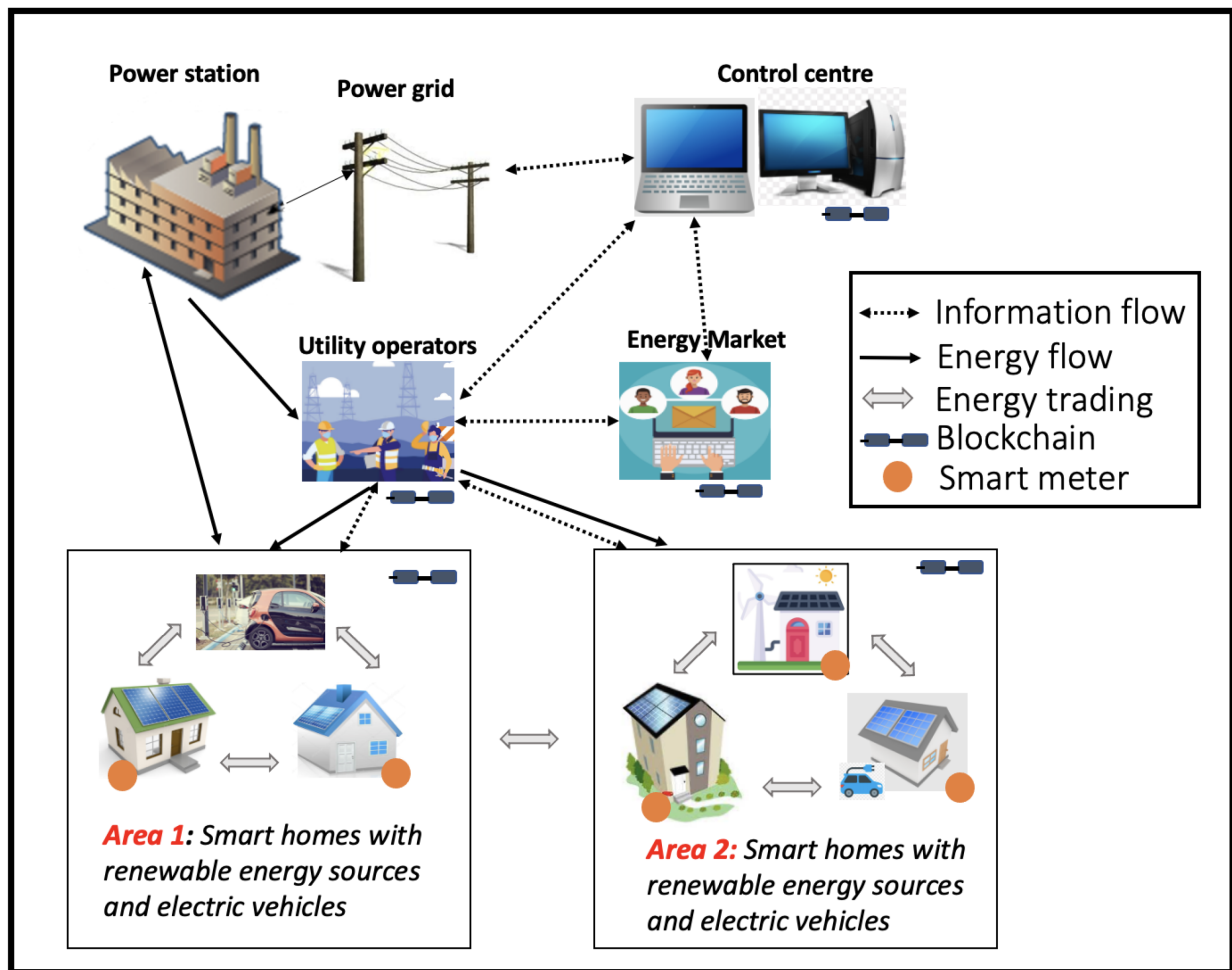 Power station
Power grid
Control centre
Information flow
Energy flow
Energy trading
Blockchain
Smart meter
Utility operators
Energy Market
Area 1: Smart homes with
renewable energy sources
and electric vehicles
Area 2: Smart homes with
renewable energy sources
and electric vehicles